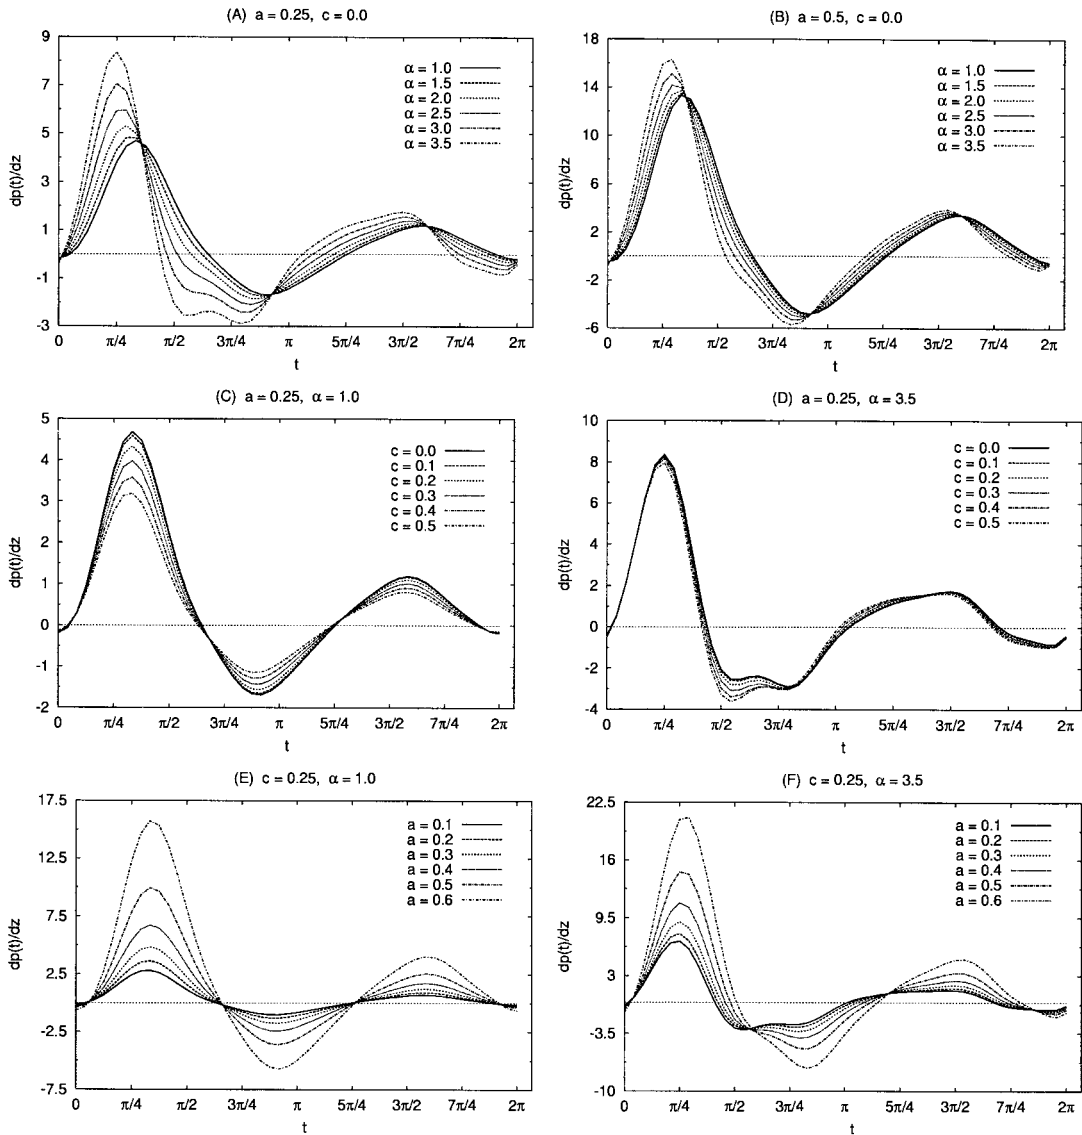 (A) a = 0.25, c = 0.0
9
7
5
3
1
-1
-3
dp(t)/dz
α = 1.0
α = 1.5
α = 2.0
α = 2.5
α = 3.0
α = 3.5
0 π/4 π/2 3π/4 π 5π/4 3π/2 7π/4 2π
t
(B) a = 0.5, c = 0.0
18
14
10
6
2
-2
-6
dp(t)/dz
α = 1.0
α = 1.5
α = 2.0
α = 2.5
α = 3.0
α = 3.5
0 π/4 π/2 3π/4 π 5π/4 3π/2 7π/4 2π
t
(C) a = 0.25, α = 1.0
5
4
3
2
1
0
-1
-2
dp(t)/dz
c = 0.0
c = 0.1
c = 0.2
c = 0.3
c = 0.4
c = 0.5
0 π/4 π/2 3π/4 π 5π/4 3π/2 7π/4 2π
t
(D) a = 0.25, α = 3.5
10
8
6
4
2
0
-2
-4
dp(t)/dz
c = 0.0
c = 0.1
c = 0.2
c = 0.3
c = 0.4
c = 0.5
0 π/4 π/2 3π/4 π 5π/4 3π/2 7π/4 2π
t
(E) c = 0.25, α = 1.0
17.5
12.5
7.5
2.5
-2.5
-7.5
dp(t)/dz
a = 0.1
a = 0.2
a = 0.3
a = 0.4
a = 0.5
a = 0.6
0 π/4 π/2 3π/4 π 5π/4 3π/2 7π/4 2π
t
(F) c = 0.25, α = 3.5
22.5
16
9.5
3
-3.5
-10
dp(t)/dz
a = 0.1
a = 0.2
a = 0.3
a = 0.4
a = 0.5
a = 0.6
0 π/4 π/2 3π/4 π 5π/4 3π/2 7π/4 2π
t